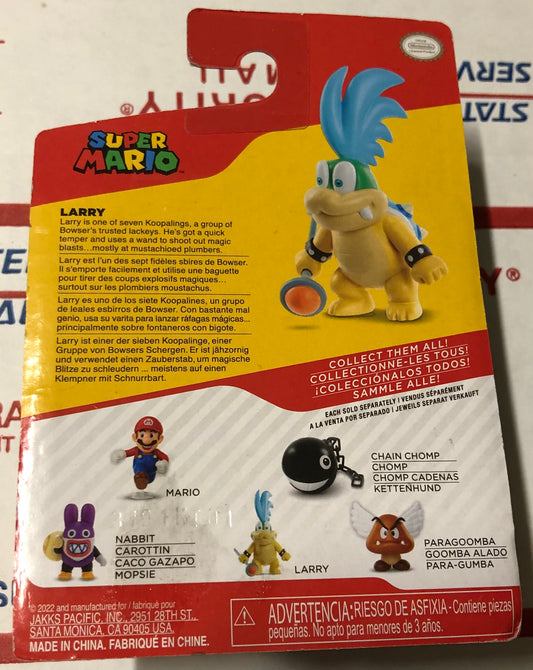 OFFICIAL
Nintendo
Licensed Product
SUPER
MARIO
LARRY
Larry is one of seven Koopalings, a group of
Bowser's trusted lackeys. He's got a quick
temper and uses a wand to shoot out magic
blasts...mostly at mustachioed plumbers.
Larry est l'un des sept fidèles sbires de Bowser.
Il s'emporte facilement et utilise une baguette
pour tirer des coups explosifs magiques...
surtout sur les plombiers moustachus.
Larry es uno de los siete Koopalines, un grupo
de leales esbirros de Bowser. Con bastante mal
genio, usa su varita para lanzar ráfagas mágicas...
principalmente sobre fontaneros con bigote.
Larry ist einer der sieben Koopalinge, einer
Gruppe von Bowsers Schergen. Er ist jähzornig
und verwendet einen Zauberstab, um magische
Blitze zu schleudern ... meistens auf einen
Klempner mit Schnurrbart.
COLLECT THEM ALL!
COLLECTIONNE-LES TOUS!
¡COLECCIÓNALOS TODOS!
SAMMLE ALLE!
EACH SOLD SEPARATELY I VENDUS SÉPARÉMENT
A LA VENTA POR SEPARADO I JEWEILS SEPARAT VERKAUFT
MARIO
CHAIN CHOMP
CHOMP
CHOMP CADENAS
KETTENHUND
NABBIT
CAROTTIN
CACO GAZAPO
MOPSIE
LARRY
PARAGOOMBA
GOOMBA ALADO
PARA-GUMBA
© 2022 and manufactured for / fabriqué pour
JAKKS PACIFIC, INC., 2951 28TH ST.,
SANTA MONICA, CA 90405 USA.
MADE IN CHINA. FABRIQUÉ EN CHINE.
ADVERTENCIA:RIESGO DE ASFIXIA - Contiene piezas
pequeñas. No apto para menores de 3 años.